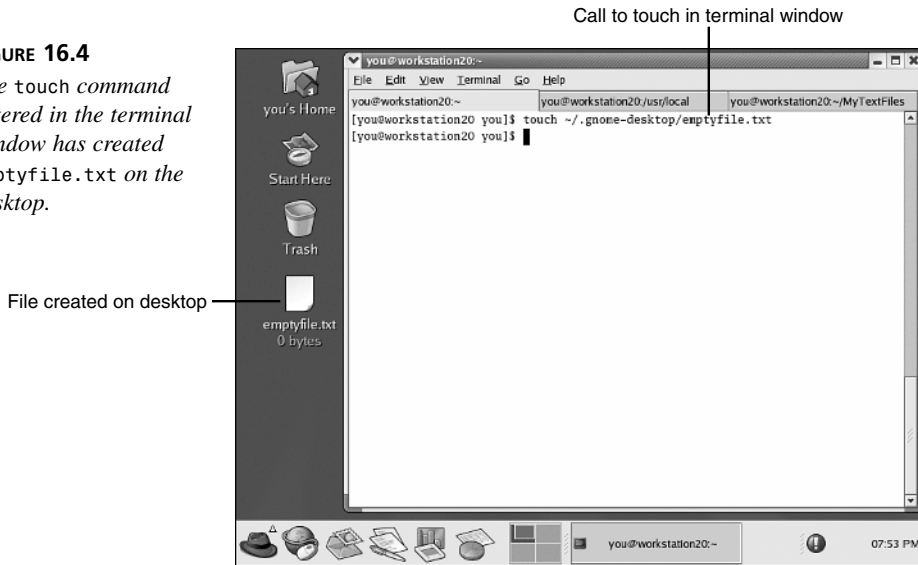 Call to touch in terminal window
GURE 16.4
e touch command
tered in the terminal
ndow has created
ptyfile.txt on the
sktop.
File created on desktop
you's Home
Start Here
Trash
emptyfile.txt
0 bytes
you@workstation20:~
File Edit View Terminal Go Help
you@workstation20:~ you@workstation20:/usr/local you@workstation20:~/MyTextFiles
[you@workstation20 you]$ touch ~/.gnome-desktop/emptyfile.txt
[you@workstation20 you]$
you@workstation20:~
07:53 PM